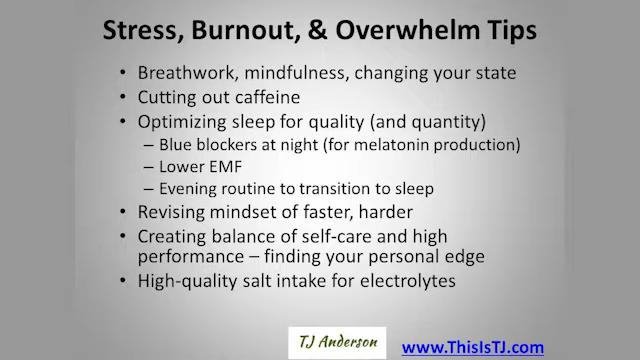 Stress, Burnout, & Overwhelm Tips
• Breathwork, mindfulness, changing your state
• Cutting out caffeine
• Optimizing sleep for quality (and quantity)
– Blue blockers at night (for melatonin production)
– Lower EMF
– Evening routine to transition to sleep
• Revising mindset of faster, harder
• Creating balance of self-care and high
performance – finding your personal edge
• High-quality salt intake for electrolytes
TJ Anderson
www.ThisIsTJ.com